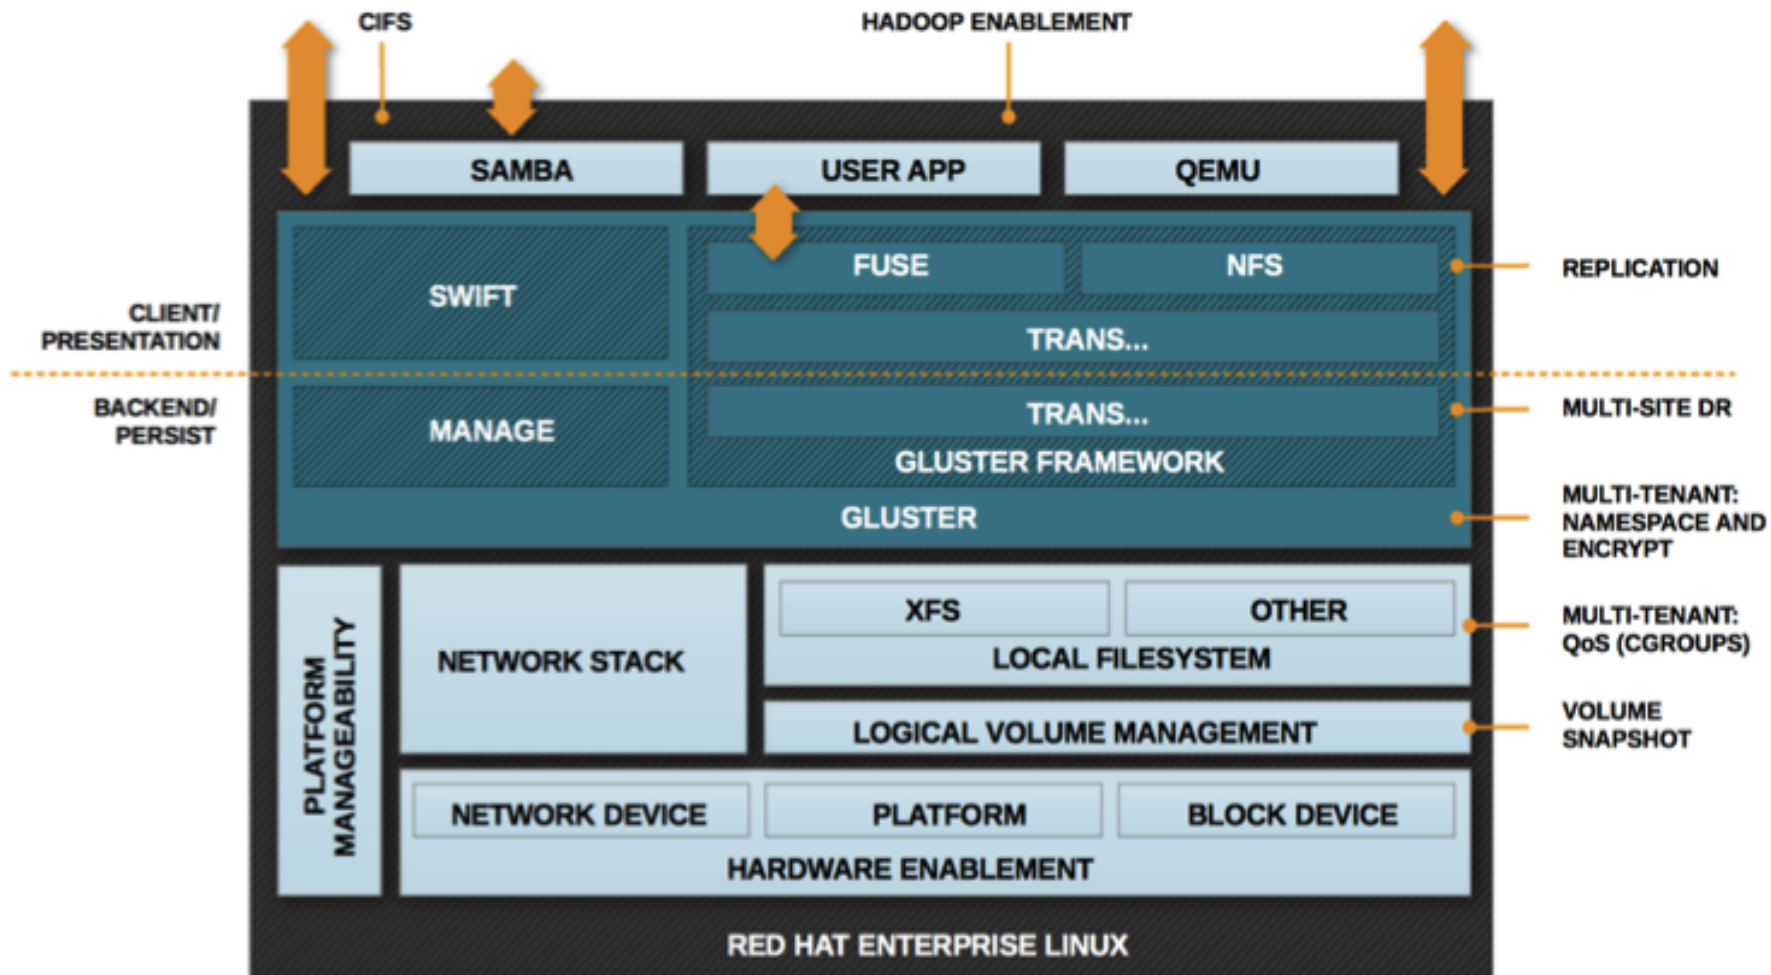 CIFS
HADOOP ENABLEMENT
SAMBA
USER APP
QEMU
FUSE
NFS
REPLICATION
SWIFT
CLIENT/
PRESENTATION
TRANS...
BACKEND/
PERSIST
MANAGE
TRANS...
MULTI-SITE DR
GLUSTER FRAMEWORK
GLUSTER
MULTI-TENANT:
NAMESPACE AND
ENCRYPT
PLATFORM
MANAGEABILITY
NETWORK STACK
XFS
OTHER
LOCAL FILESYSTEM
MULTI-TENANT:
QoS (CGROUPS)
LOGICAL VOLUME MANAGEMENT
VOLUME
SNAPSHOT
NETWORK DEVICE
PLATFORM
BLOCK DEVICE
HARDWARE ENABLEMENT
RED HAT ENTERPRISE LINUX